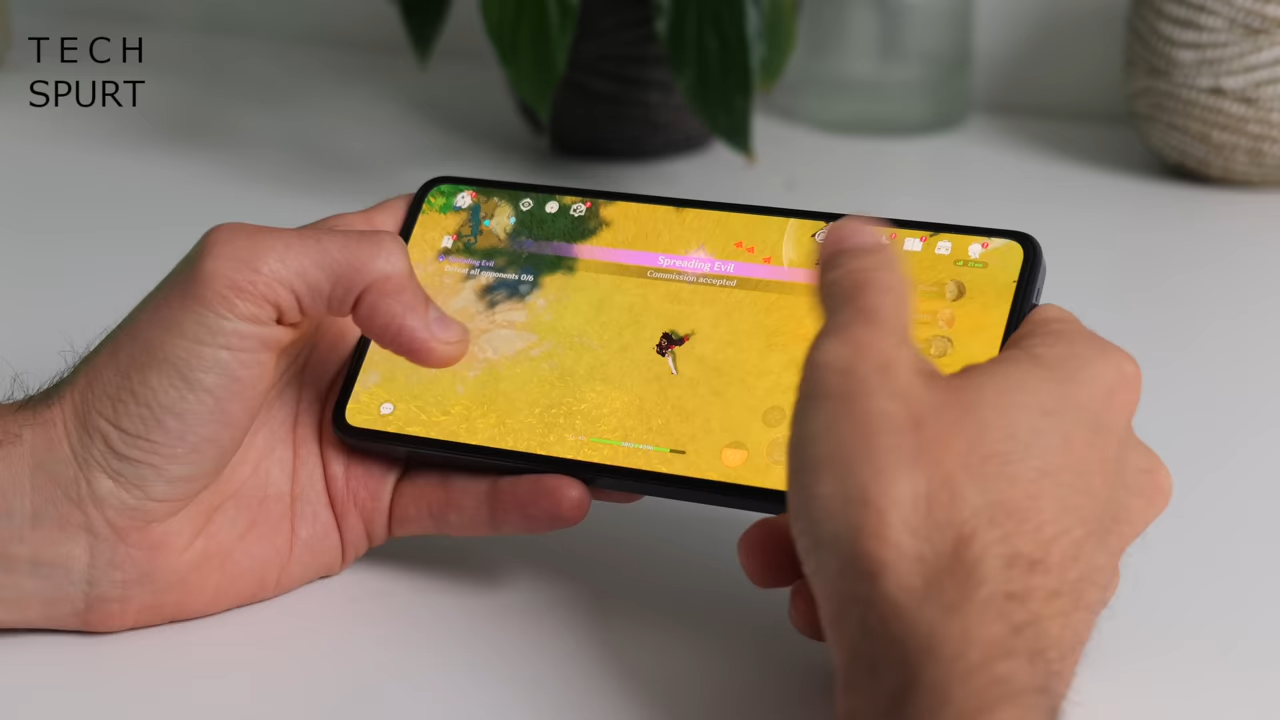 TECH
SPURT
Spreading Evil
Commission accepted
Spreading Evil
Defeat all opponents 0/6